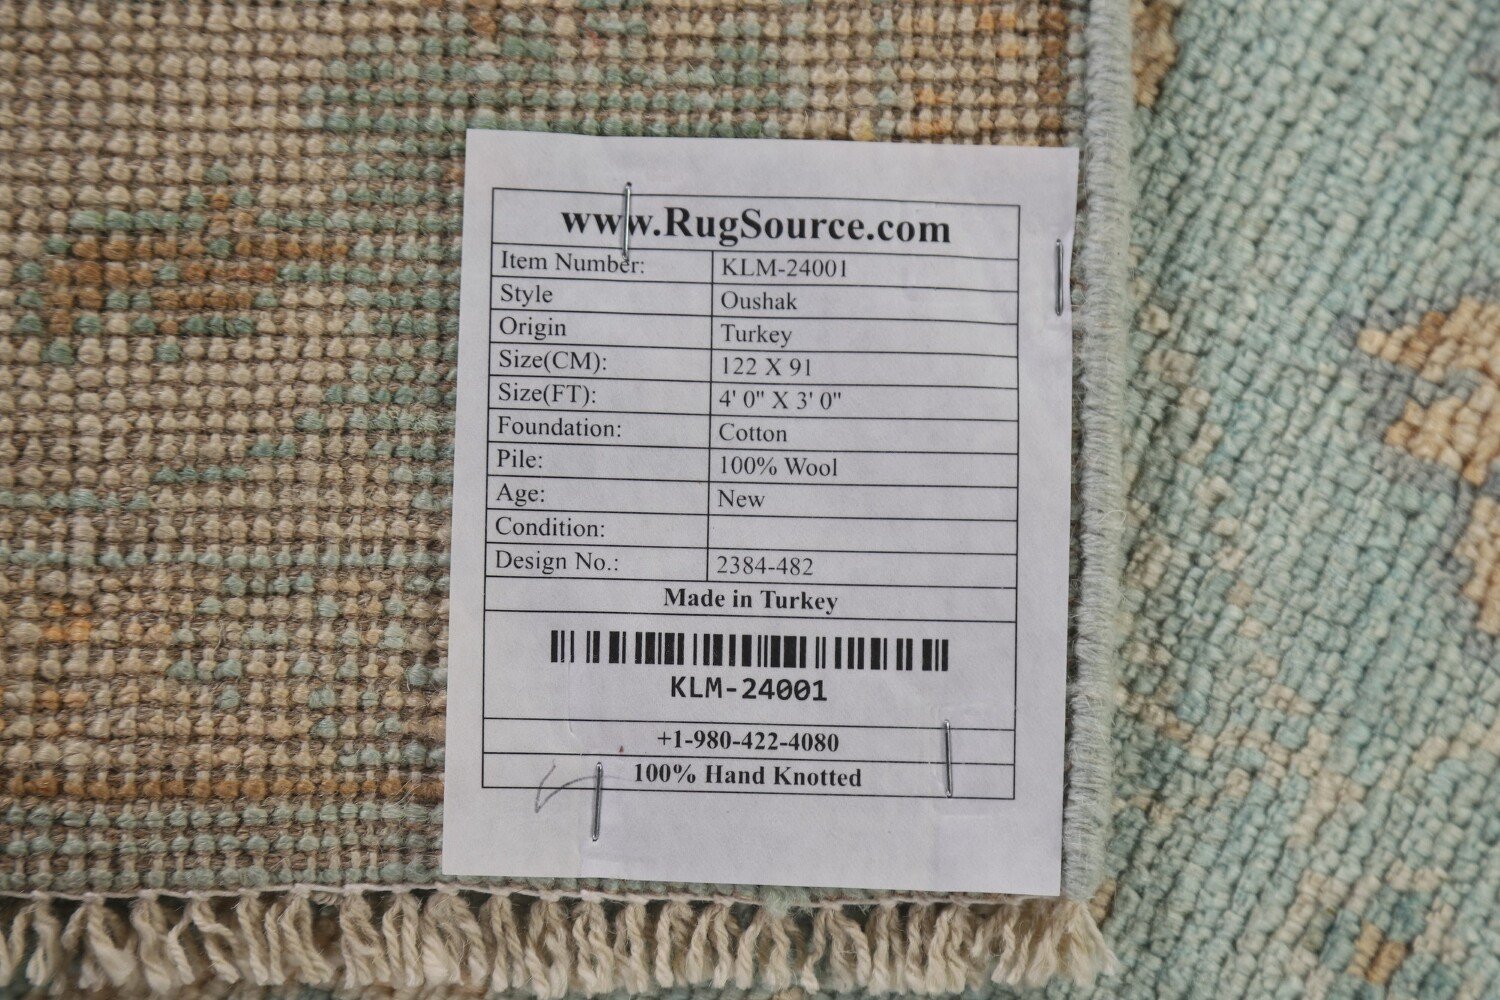 www.RugSource.com
Item Number: KLM-24001
Style Oushak
Origin Turkey
Size(CM): 122 X 91
Size(FT): 4' 0" X 3' 0"
Foundation: Cotton
Pile: 100% Wool
Age: New
Condition:
Design No.: 2384-482
Made in Turkey
KLM-24001
+1-980-422-4080
100% Hand Knotted